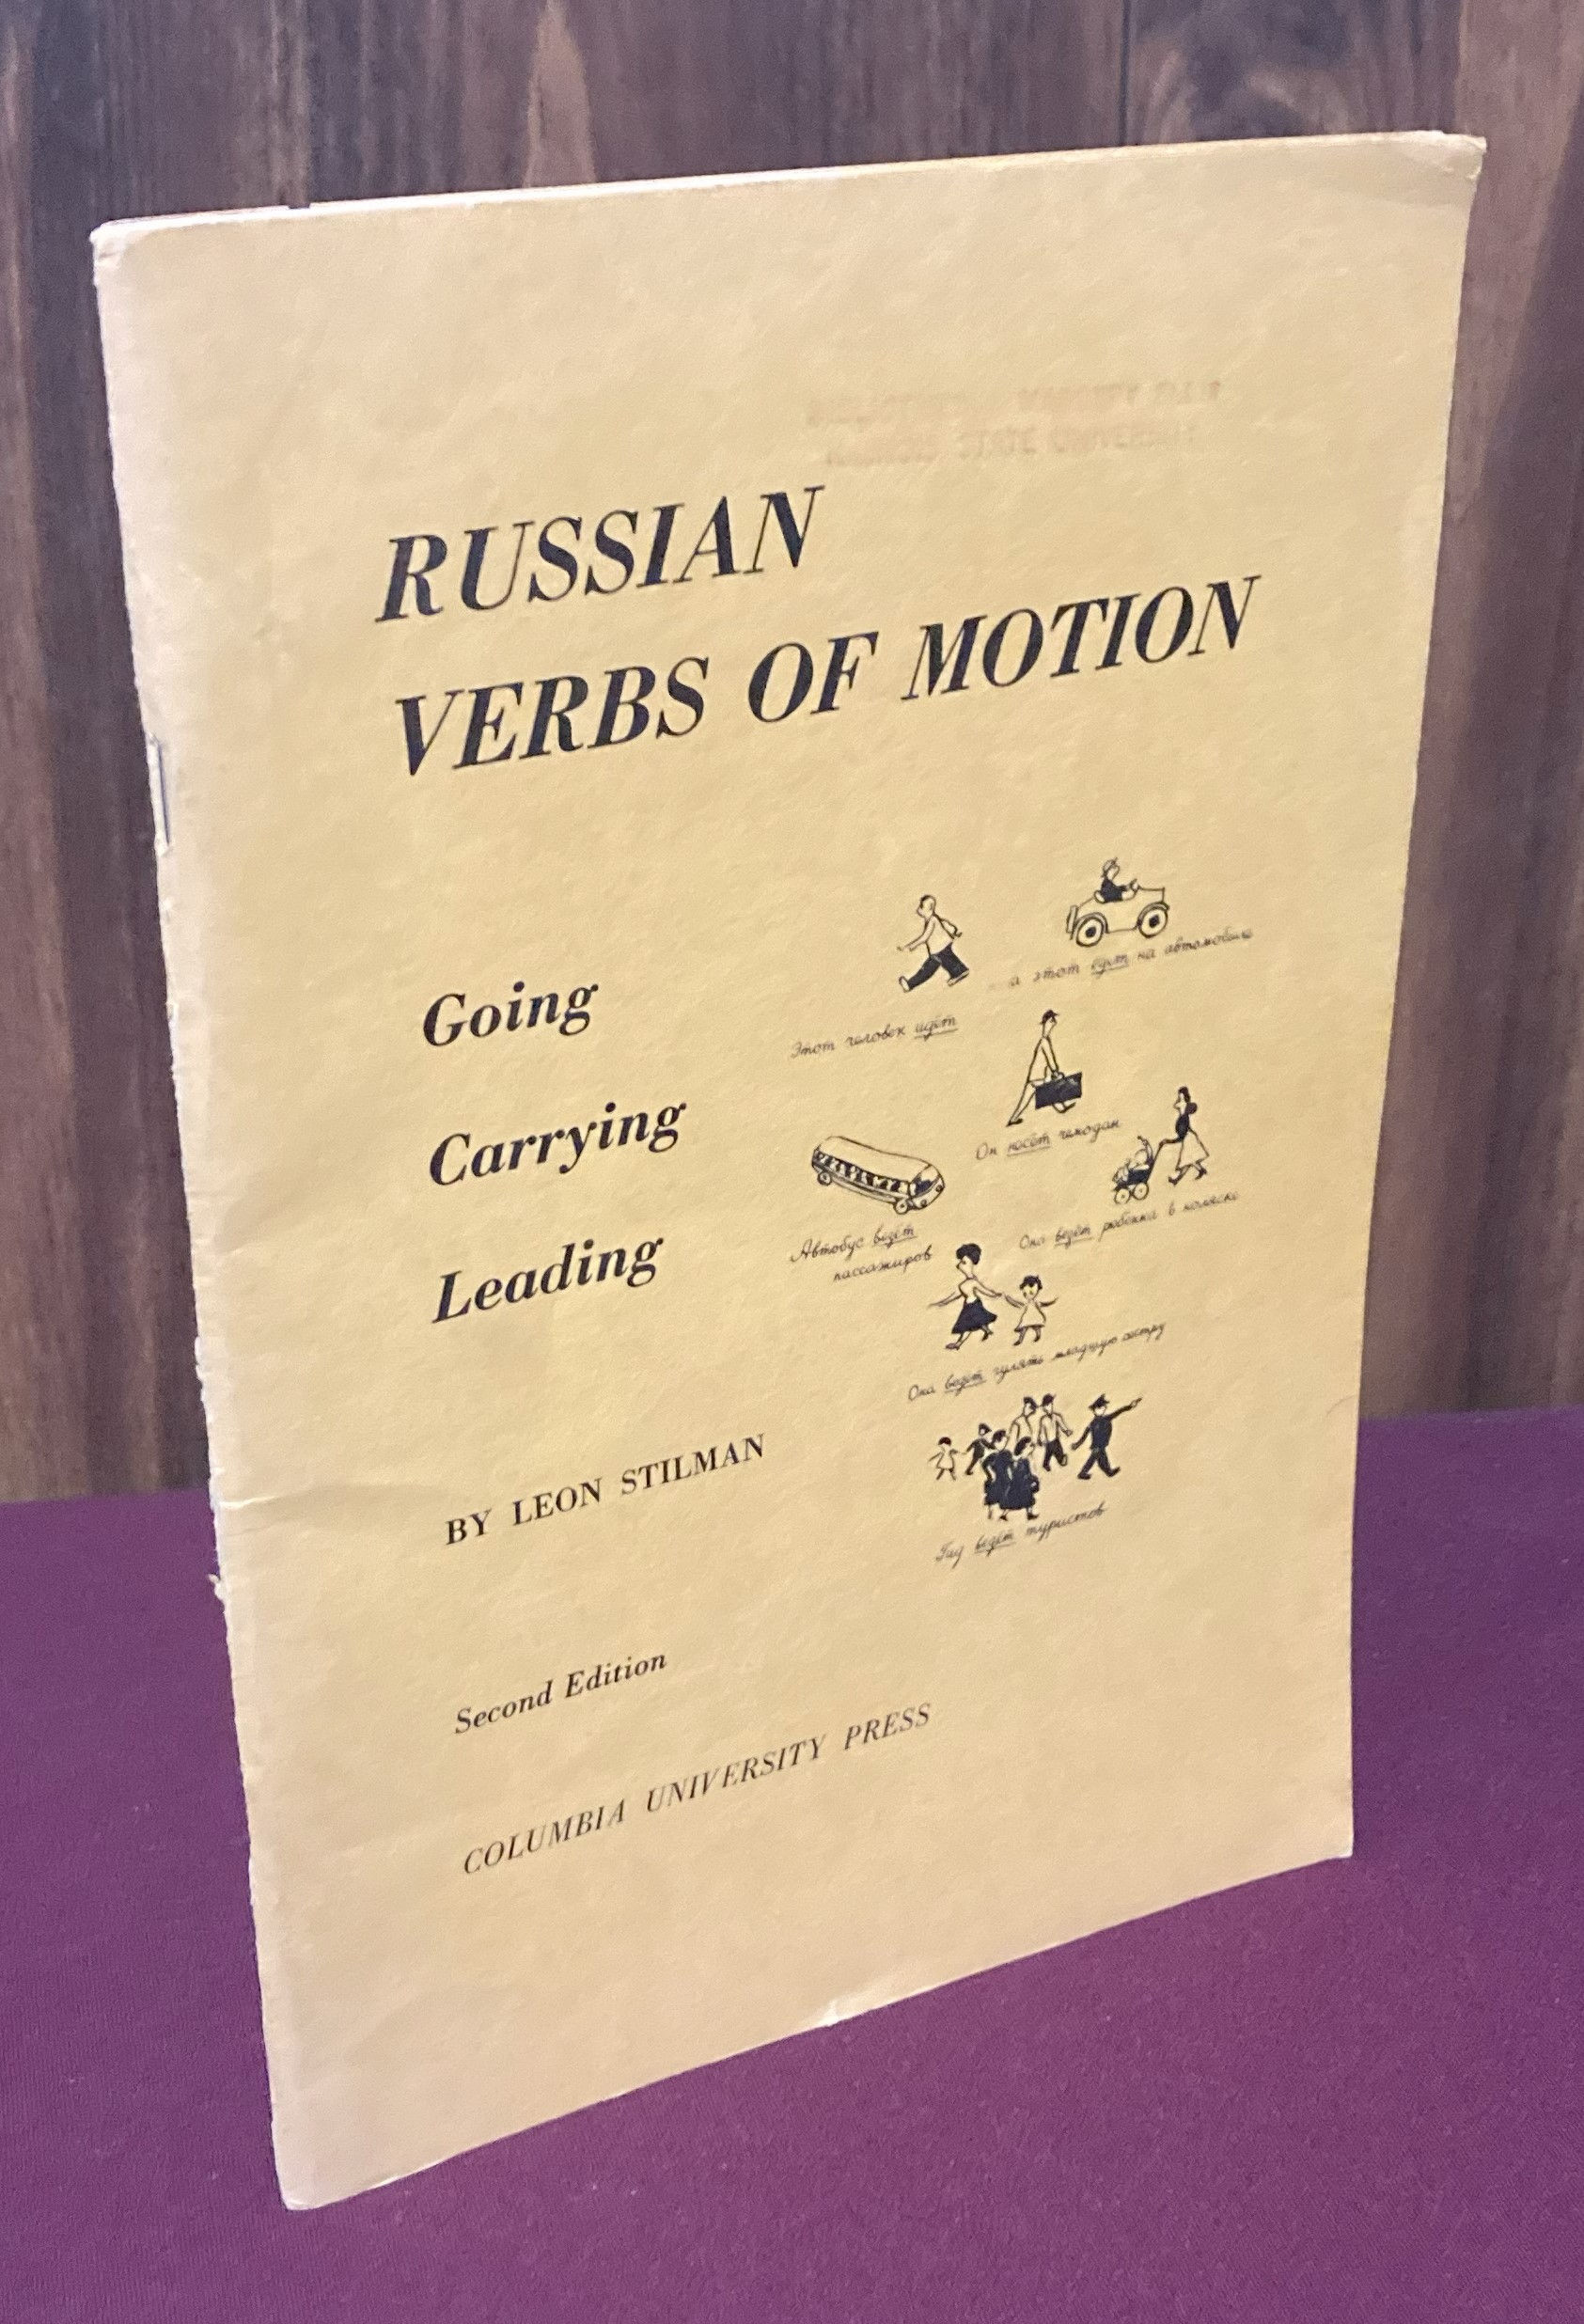 RUSSIAN
VERBS OF MOTION
Going
Carrying
Leading
Этот человек идёт
а этот едет на автомобиле
Он несёт чемодан
Автобус везёт
пассажиров
Она везёт ребёнка в коляске
Она ведёт гулять младшую сестру
Гид ведёт туристов
BY LEON STILMAN
Second Edition
COLUMBIA UNIVERSITY PRESS